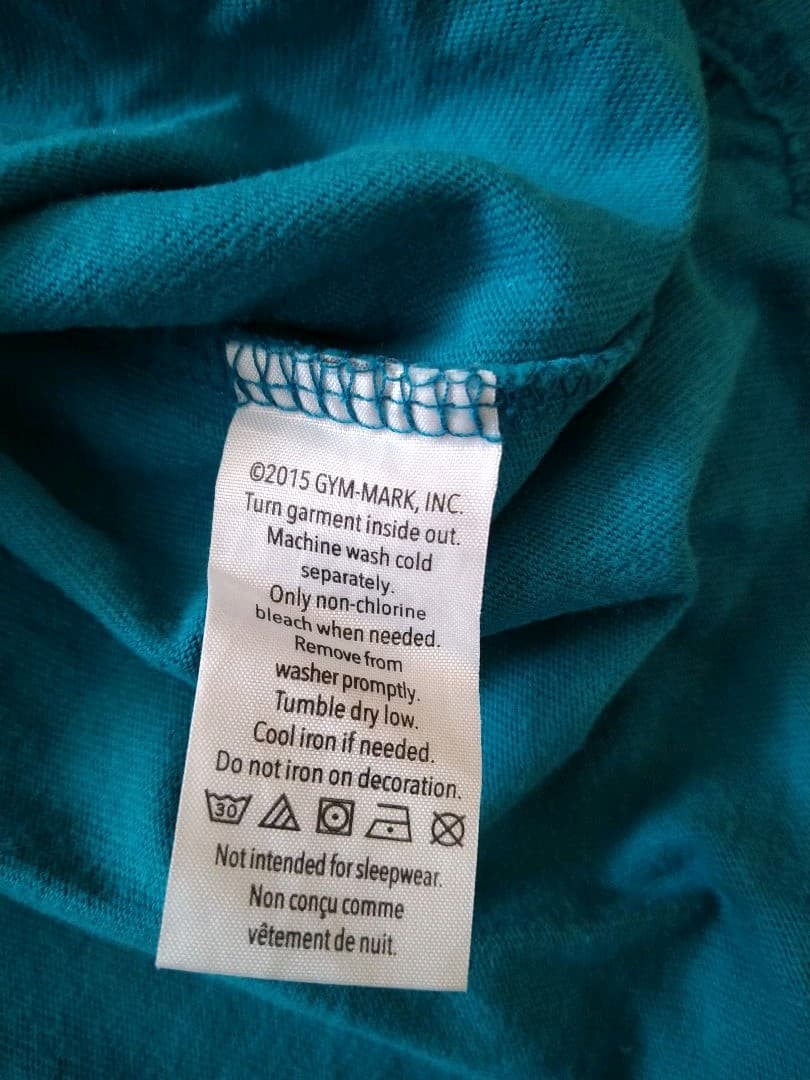 ©2015 GYM-MARK, INC.
Turn garment inside out.
Machine wash cold
separately.
Only non-chlorine
bleach when needed.
Remove from
washer promptly.
Tumble dry low.
Cool iron if needed.
Do not iron on decoration.
30
Not intended for sleepwear.
Non conçu comme
vêtement de nuit.